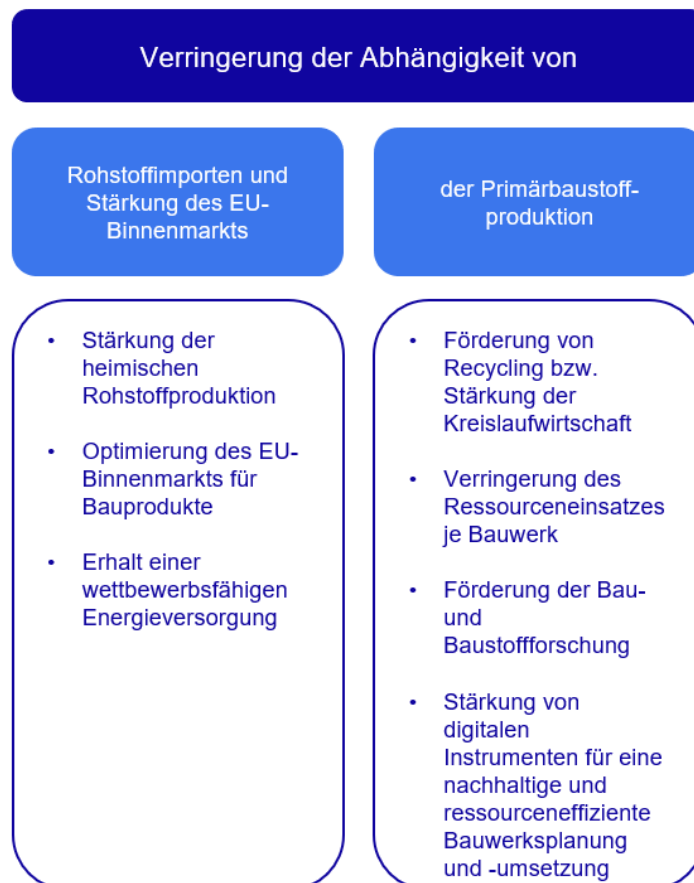 Verringerung der Abhängigkeit von
Rohstoffimporten und
Stärkung des EU-
Binnenmarkts
der Primärbaustoff-
produktion
• Stärkung der
heimischen
Rohstoffproduktion
• Optimierung des EU-
Binnenmarkts für
Bauprodukte
• Erhalt einer
wettbewerbsfähigen
Energieversorgung
• Förderung von
Recycling bzw.
Stärkung der
Kreislaufwirtschaft
• Verringerung des
Ressourceneinsatzes
je Bauwerk
• Förderung der Bau-
und
Baustoffforschung
• Stärkung von
digitalen
Instrumenten für eine
nachhaltige und
ressourceneffiziente
Bauwerksplanung
und -umsetzung